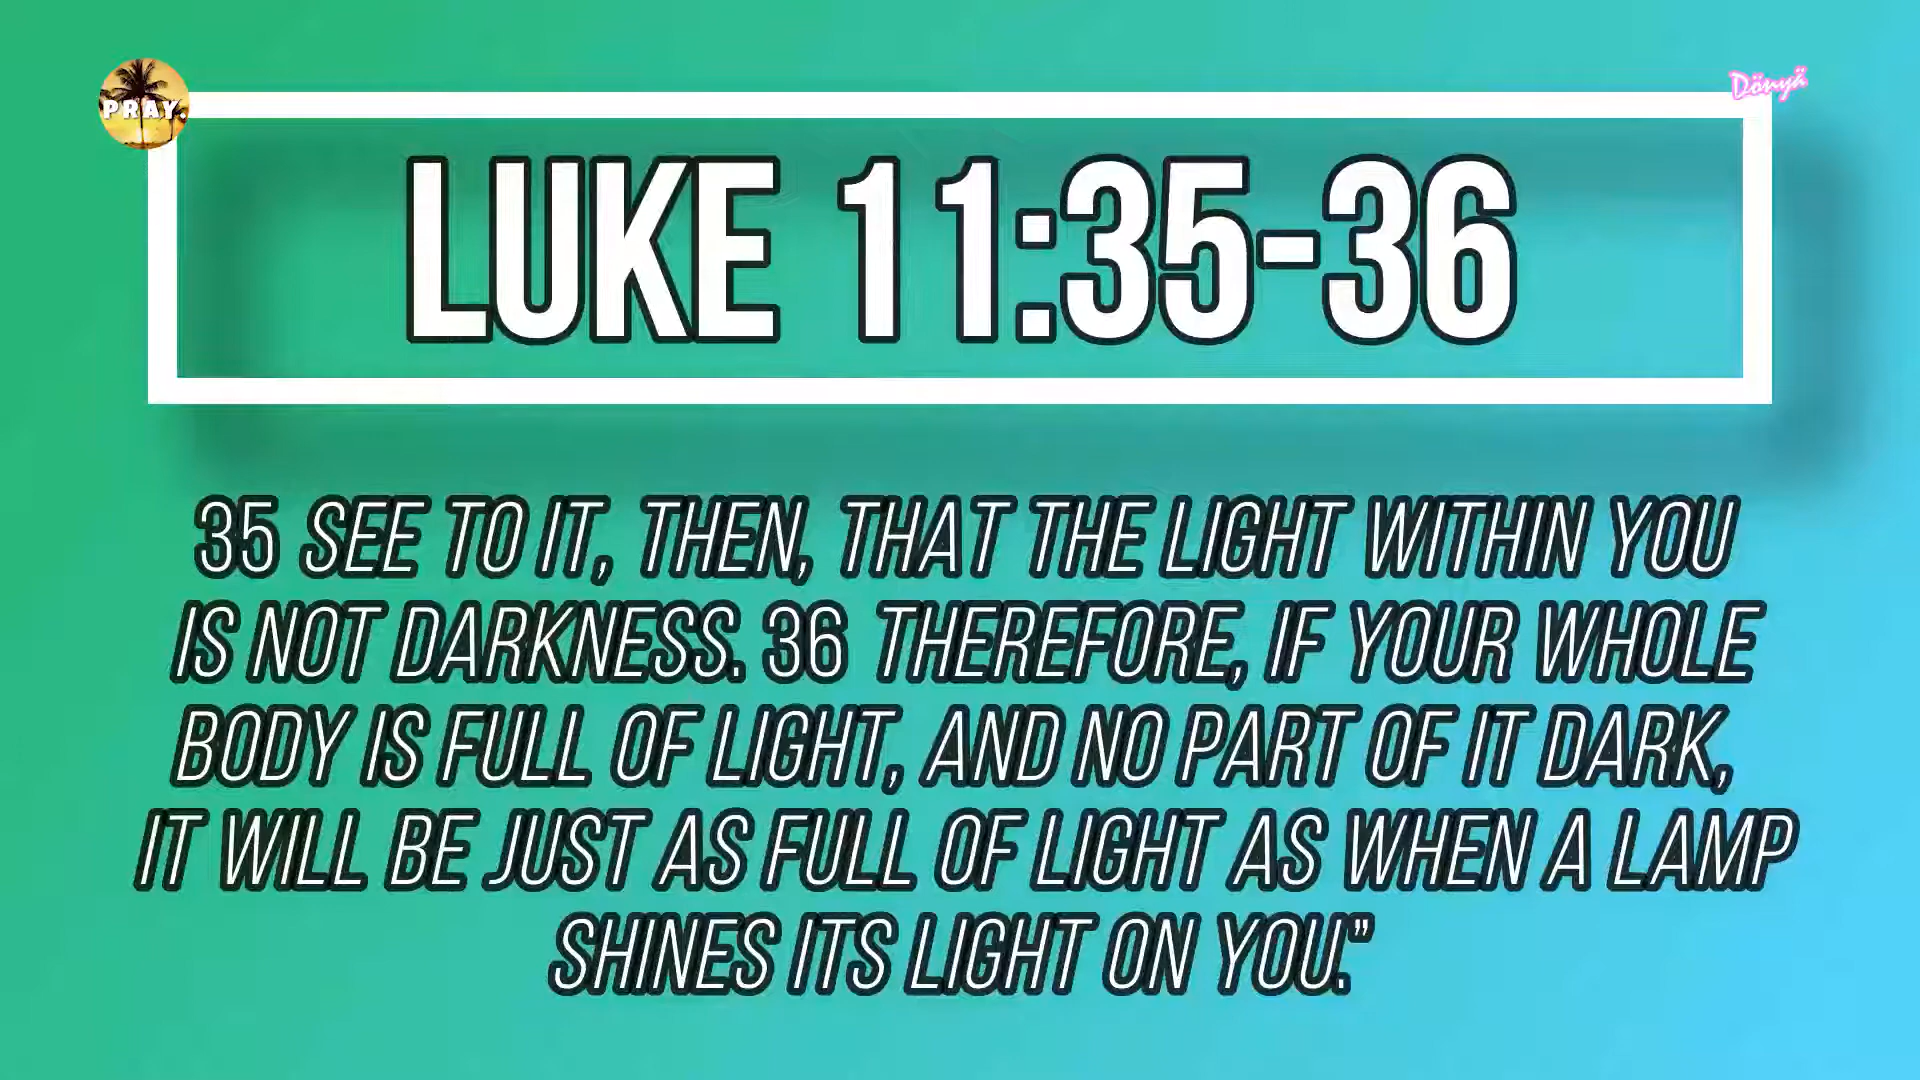 PRAY.
Dönyä
LUKE 11:35-36
35 SEE TO IT, THEN, THAT THE LIGHT WITHIN YOU
IS NOT DARKNESS. 36 THEREFORE, IF YOUR WHOLE
BODY IS FULL OF LIGHT, AND NO PART OF IT DARK,
IT WILL BE JUST AS FULL OF LIGHT AS WHEN A LAMP
SHINES ITS LIGHT ON YOU.”